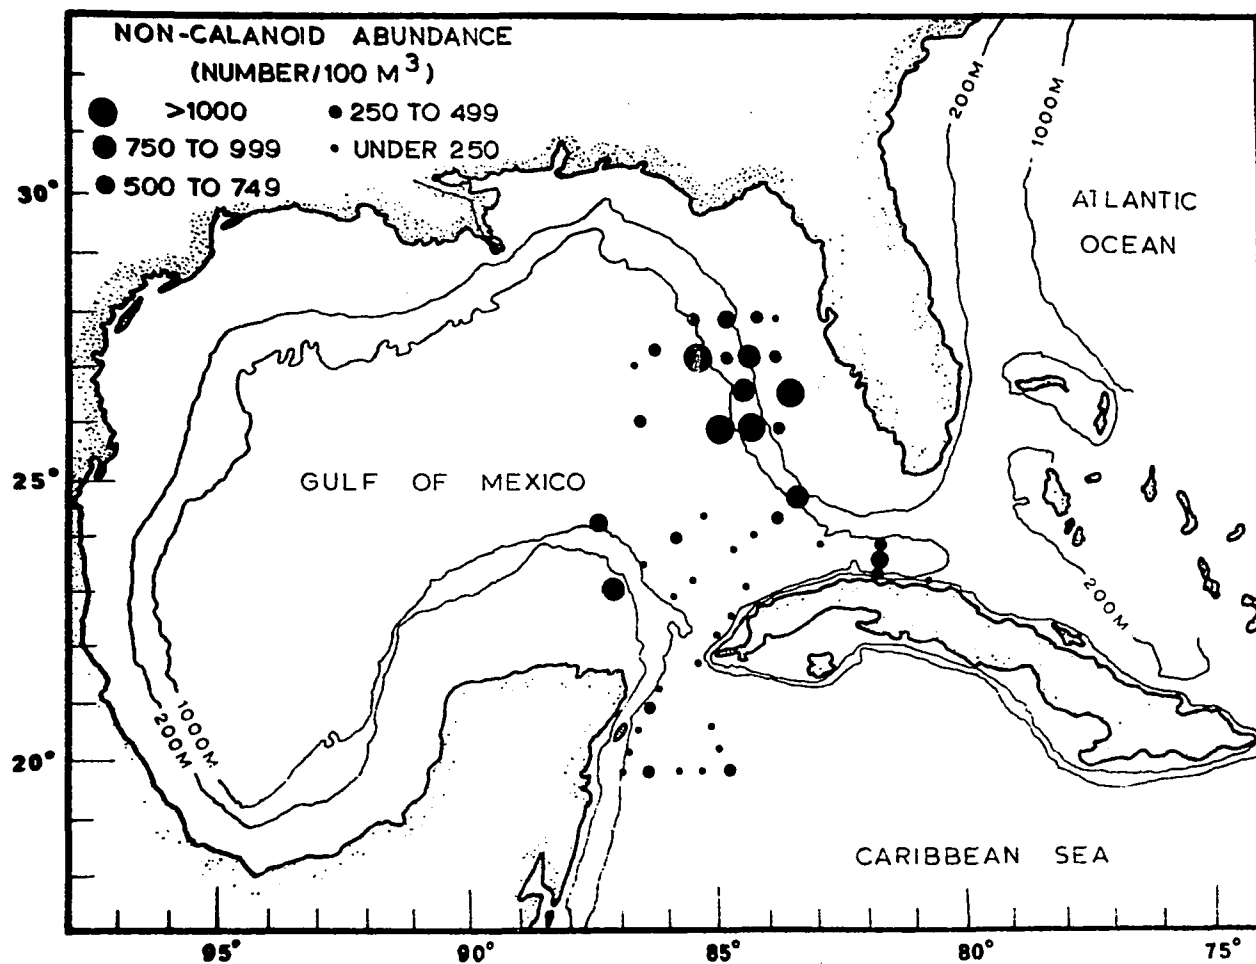 NON-CALANOID ABUNDANCE
(NUMBER/100 M³)
>1000
250 TO 499
750 TO 999
UNDER 250
500 TO 749
200M
1000M
30°
ATLANTIC
OCEAN
25°
GULF OF MEXICO
200M
1000M
200M
20°
CARIBBEAN SEA
95°
90°
85°
80°
75°